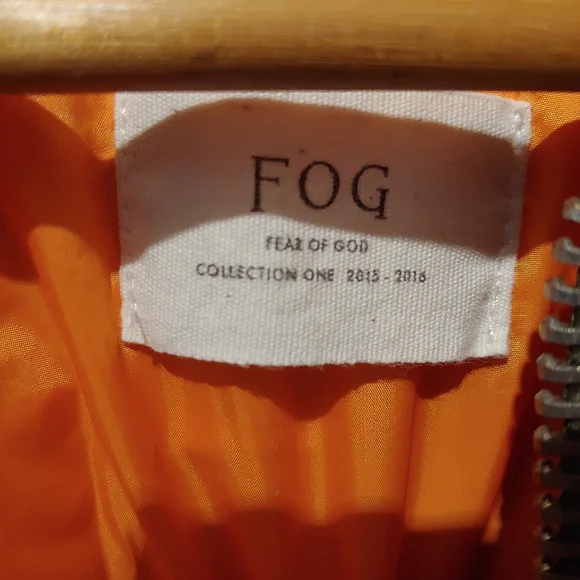 FOG
FEAR OF GOD
COLLECTION ONE 2015 - 2016